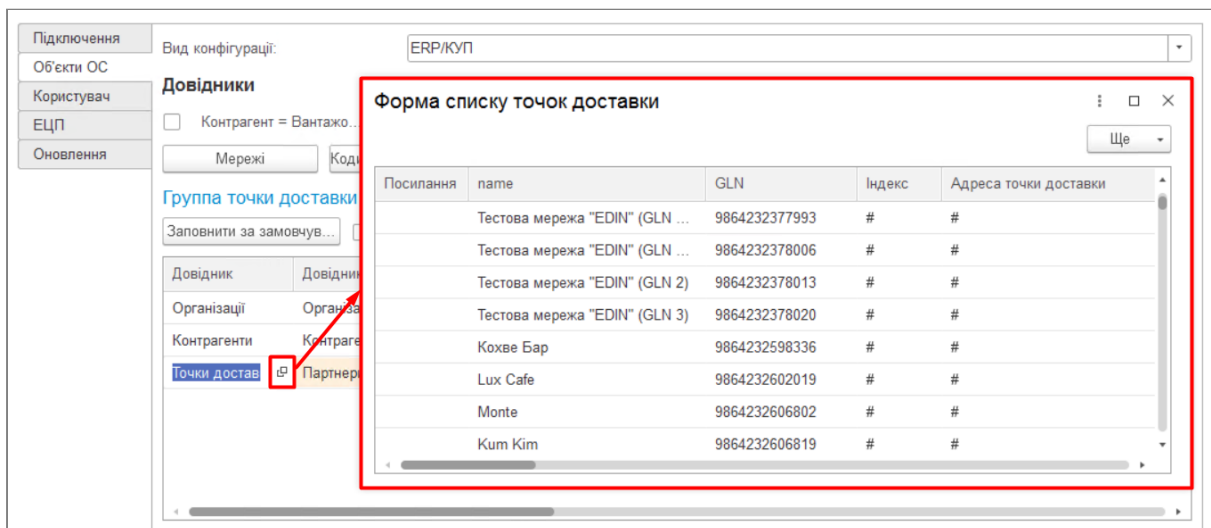 Підключення
Об'єкти ОС
Користувач
ЕЦП
Оновлення
Вид конфігурації: ERP/КУП
Довідники
Контрагент = Вантажо...
Мережі Коди
Группа точки доставки
Заповнити за замовчув...
Довідник Довідник
Організації Організа
Контрагенти Контраге
Точки достав Партнери
Форма списку точок доставки
Ще
Посилання name GLN Індекс Адреса точки доставки
Тестова мережа "EDIN" (GLN ... 9864232377993 # #
Тестова мережа "EDIN" (GLN ... 9864232378006 # #
Тестова мережа "EDIN" (GLN 2) 9864232378013 # #
Тестова мережа "EDIN" (GLN 3) 9864232378020 # #
Кохве Бар 9864232598336 # #
Lux Cafe 9864232602019 # #
Monte 9864232606802 # #
Kum Kim 9864232606819 # #